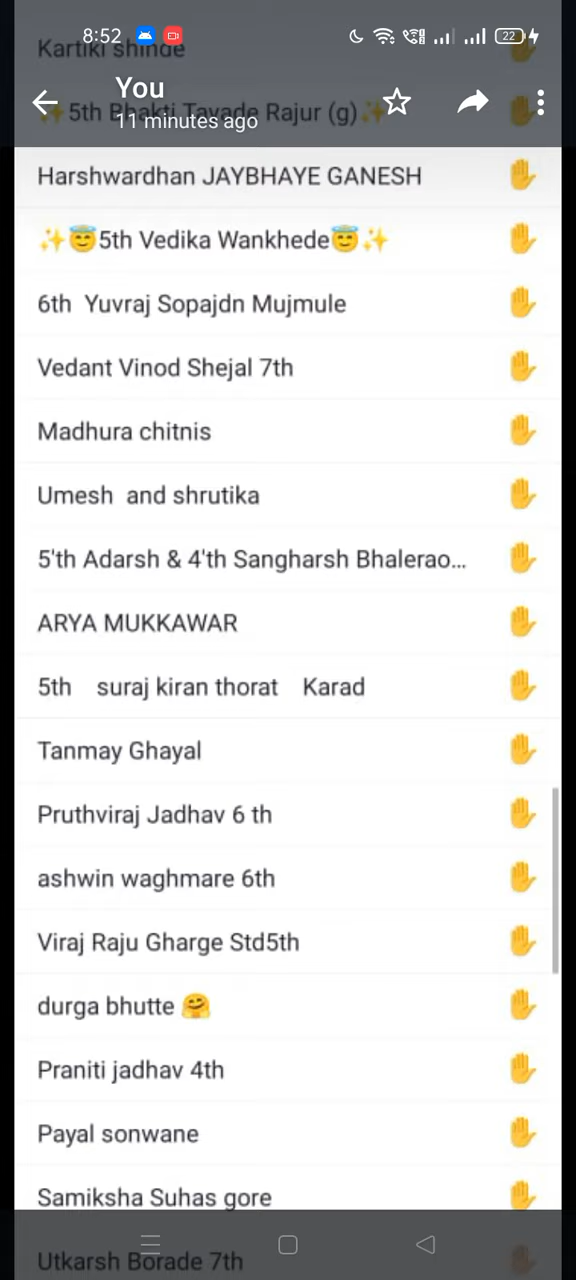 8:52
22
Kartiki shinde
You
✨5th Bhakti Tavade Rajur (g)✨
11 minutes ago
Harshwardhan JAYBHAYE GANESH
✨😇5th Vedika Wankhede😇✨
6th Yuvraj Sopajdn Mujmule
Vedant Vinod Shejal 7th
Madhura chitnis
Umesh and shrutika
5'th Adarsh & 4'th Sangharsh Bhalerao...
ARYA MUKKAWAR
5th suraj kiran thorat Karad
Tanmay Ghayal
Pruthviraj Jadhav 6 th
ashwin waghmare 6th
Viraj Raju Gharge Std5th
durga bhutte 🤗
Praniti jadhav 4th
Payal sonwane
Samiksha Suhas gore
Utkarsh Borade 7th